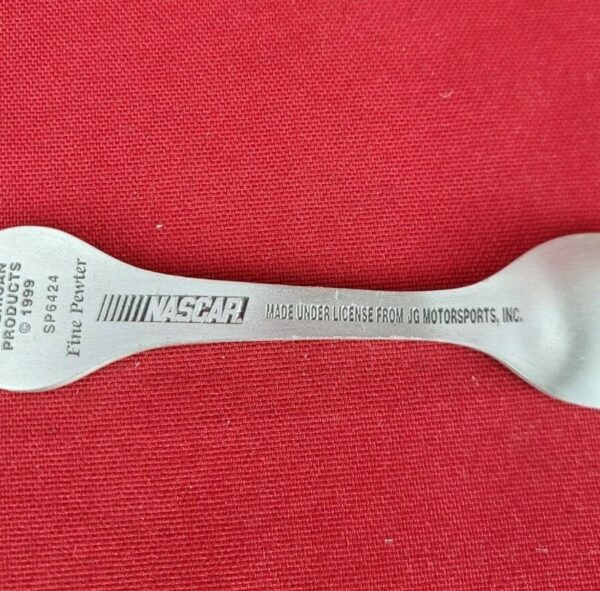 PRODUCTS
© 1999
SP6424
Fine Pewter
NASCAR.
MADE UNDER LICENSE FROM JG MOTORSPORTS, INC.